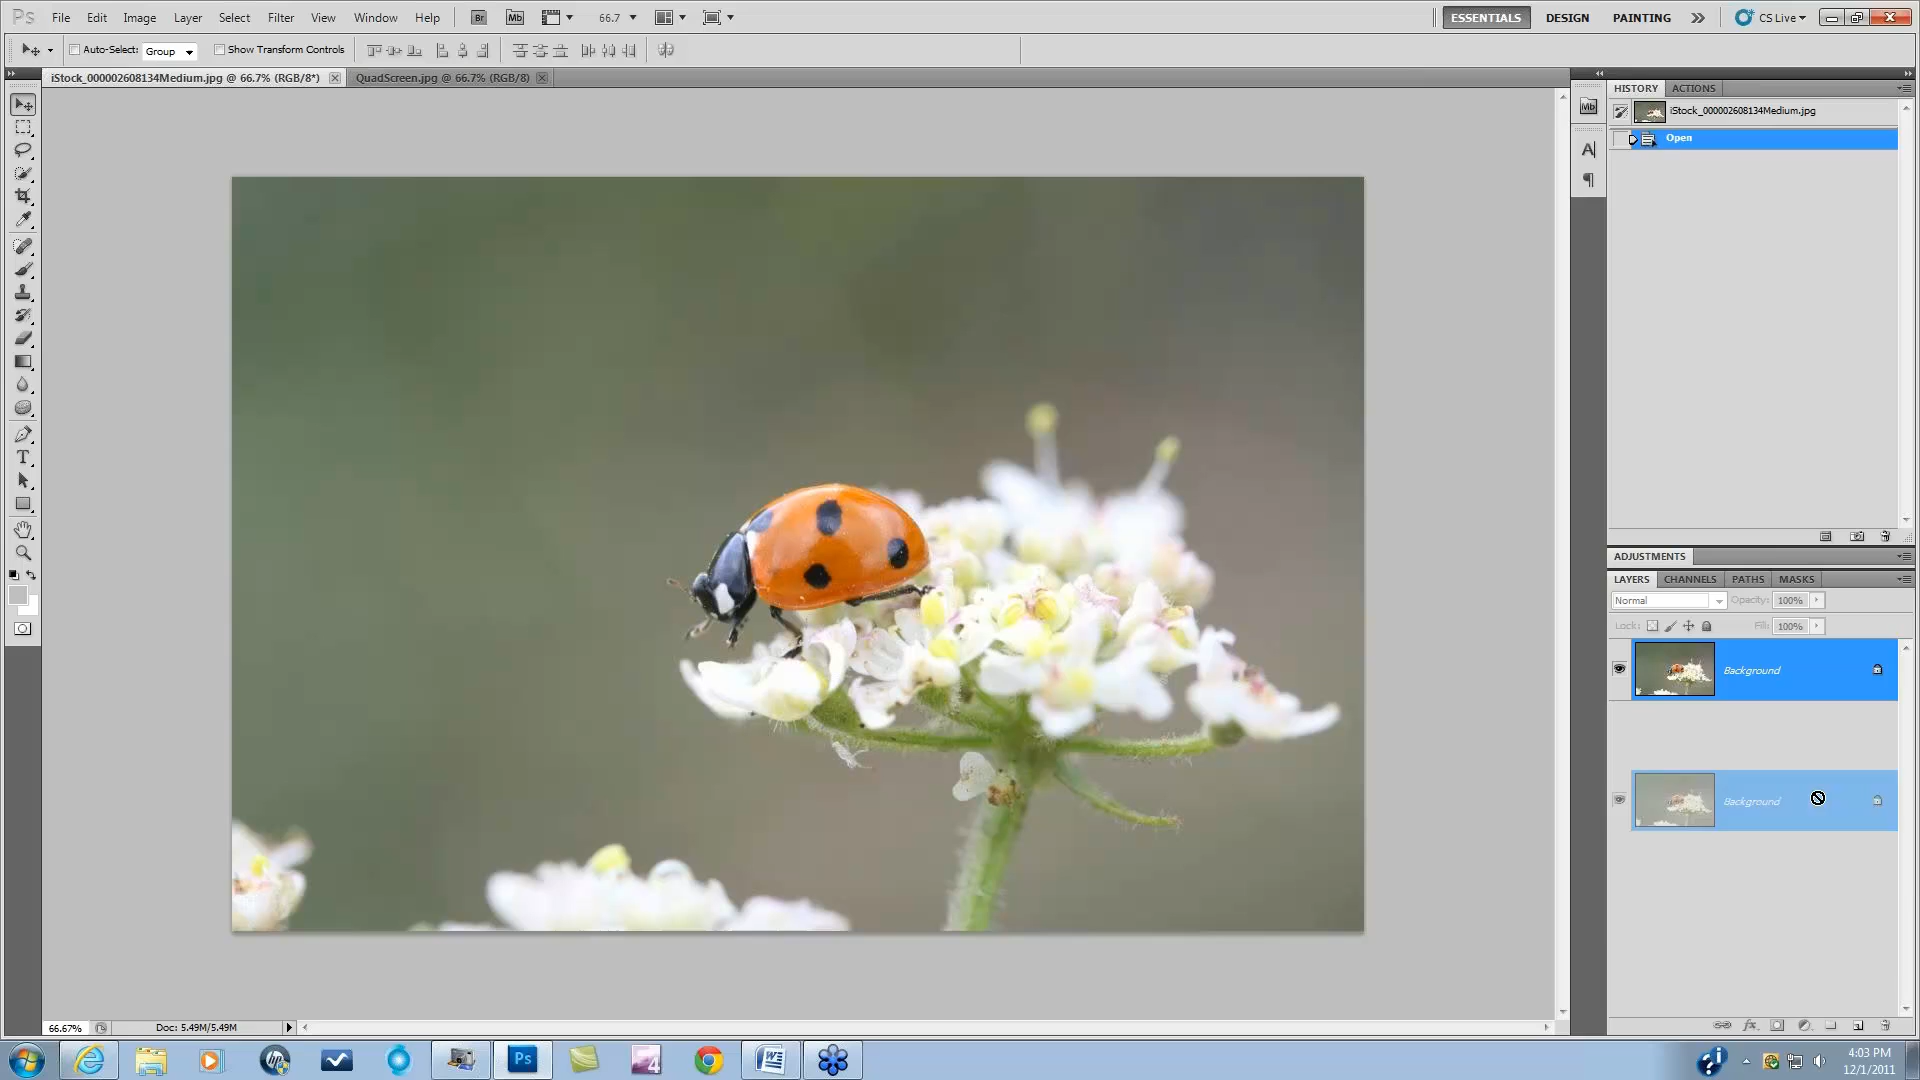 Ps File Edit Image Layer Select Filter View Window Help Br Mb 66.7 ESSENTIALS DESIGN PAINTING CS Live
Auto-Select: Group Show Transform Controls
iStock_000002608134Medium.jpg @ 66.7% (RGB/8*) QuadScreen.jpg @ 66.7% (RGB/8)
HISTORY ACTIONS
Mb iStock_000002608134Medium.jpg
Open
A
ADJUSTMENTS
LAYERS CHANNELS PATHS MASKS
Normal Opacity: 100%
Lock: Fill: 100%
Background
Background
66.67% Doc: 5.49M/5.49M
Ps 4
4:03 PM
12/1/2011